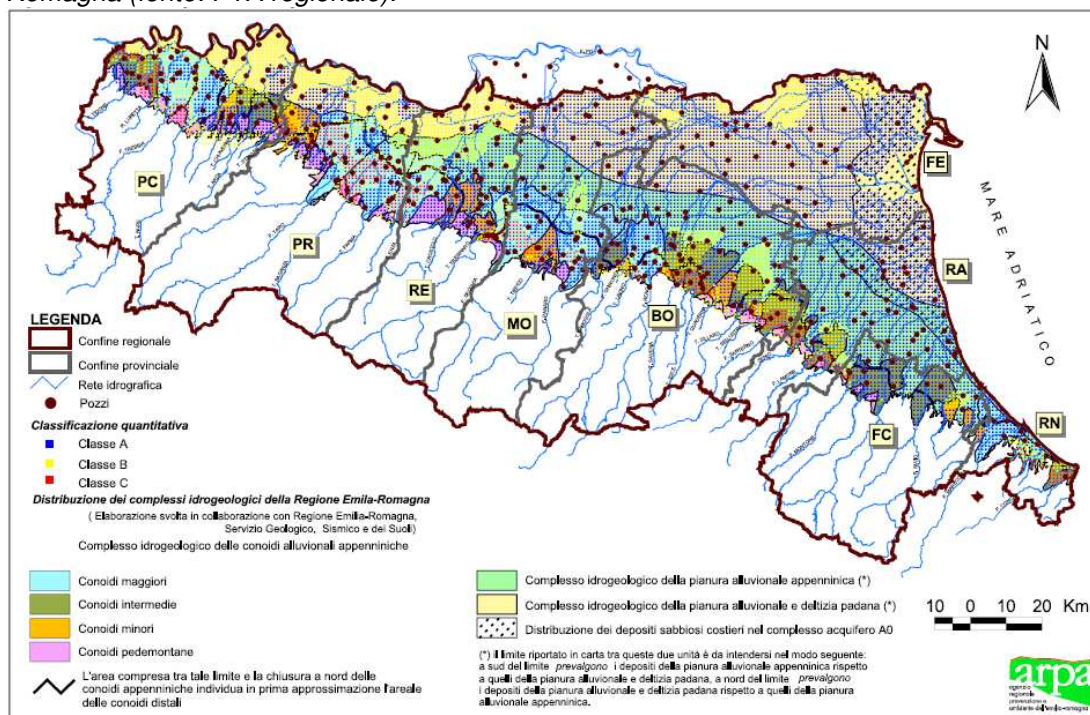 Romagna (fonte: PTA regionale).
N
PC
PR
RE
MO
BO
FE
RA
FC
RN
MARE ADRIATICO
LEGENDA
Confine regionale
Confine provinciale
Rete idrografica
Pozzi
Classificazione quantitativa
Classe A
Classe B
Classe C
Distribuzione dei complessi idrogeologici della Regione Emilia-Romagna
( Elaborazione svolta in collaborazione con Regione Emilia-Romagna,
Servizio Geologico, Sismico e dei Suoli)
Complesso idrogeologico delle conoidi alluvionali appenniniche
Conoidi maggiori
Conoidi intermedie
Conoidi minori
Conoidi pedemontane
L'area compresa tra tale limite e la chiusura a nord delle
conoidi appenniniche individua in prima approssimazione l'areale
delle conoidi distali
Complesso idrogeologico della pianura alluvionale appenninica (*)
Complesso idrogeologico della pianura alluvionale e deltizia padana (*)
Distribuzione dei depositi sabbiosi costieri nel complesso acquifero A0
(*) il limite riportato in carta tra queste due unità è da intendersi nel modo seguente:
a sud del limite prevalgono i depositi della pianura alluvionale appenninica rispetto
a quelli della pianura alluvionale e deltizia padana, a nord del limite prevalgono
i depositi della pianura alluvionale e deltizia padana rispetto a quelli della pianura
alluvionale appenninica.
10 0 10 20 Km
arpa
agenzia
regionale
prevenzione e
ambiente dell'emilia-romagna